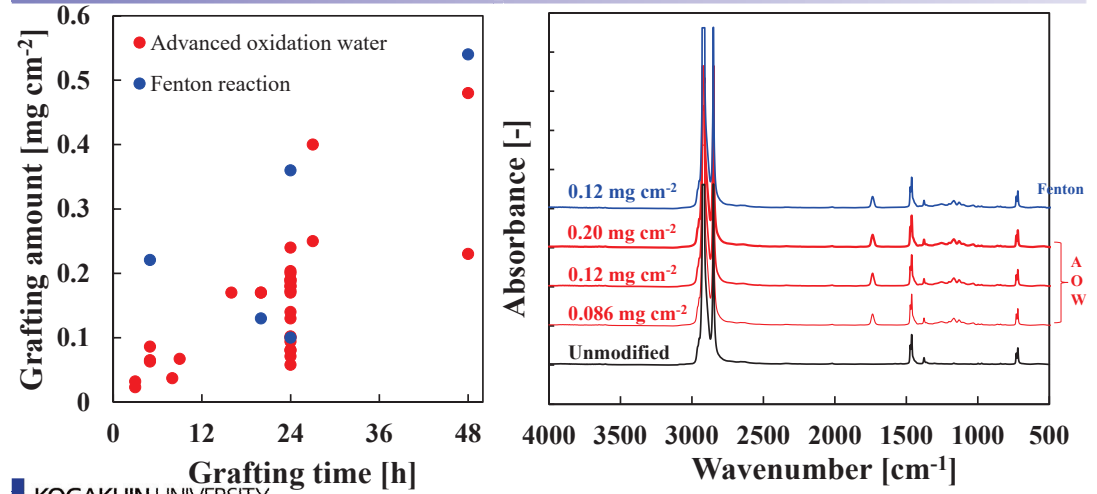 0.6
0.5
0.4
0.3
0.2
0.1
0
Grafting amount [mg cm-2]
Advanced oxidation water
Fenton reaction
0 12 24 36 48
Grafting time [h]
Absorbance [-]
0.12 mg cm-2
Fenton
0.20 mg cm-2
0.12 mg cm-2
0.086 mg cm-2
A
O
W
Unmodified
4000 3500 3000 2500 2000 1500 1000 500
Wavenumber [cm-1]
KOGAKUIN UNIVERSITY